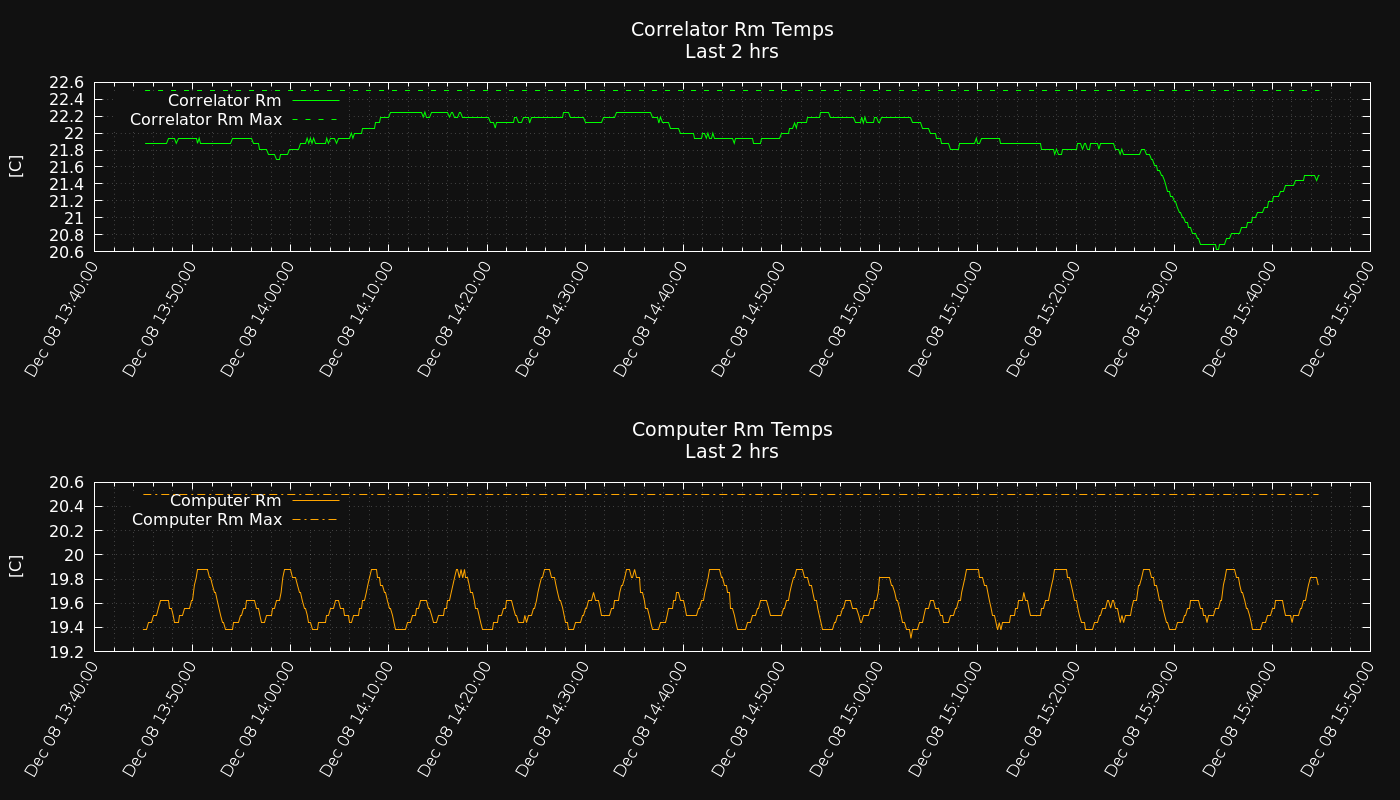 Correlator Rm Temps
Last 2 hrs
22.6
22.4
22.2
22
21.8
21.6
21.4
21.2
21
20.8
20.6
[C]
Correlator Rm
Correlator Rm Max
Dec 08 13:40:00
Dec 08 13:50:00
Dec 08 14:00:00
Dec 08 14:10:00
Dec 08 14:20:00
Dec 08 14:30:00
Dec 08 14:40:00
Dec 08 14:50:00
Dec 08 15:00:00
Dec 08 15:10:00
Dec 08 15:20:00
Dec 08 15:30:00
Dec 08 15:40:00
Dec 08 15:50:00
Computer Rm Temps
Last 2 hrs
20.6
20.4
20.2
20
19.8
19.6
19.4
19.2
[C]
Computer Rm
Computer Rm Max
Dec 08 13:40:00
Dec 08 13:50:00
Dec 08 14:00:00
Dec 08 14:10:00
Dec 08 14:20:00
Dec 08 14:30:00
Dec 08 14:40:00
Dec 08 14:50:00
Dec 08 15:00:00
Dec 08 15:10:00
Dec 08 15:20:00
Dec 08 15:30:00
Dec 08 15:40:00
Dec 08 15:50:00